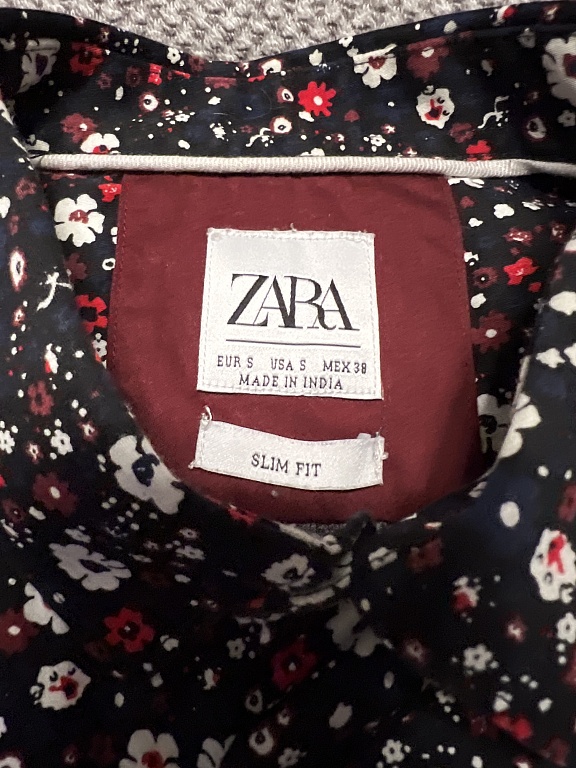 ZARA
EUR S USA S MEX 38
MADE IN INDIA
SLIM FIT